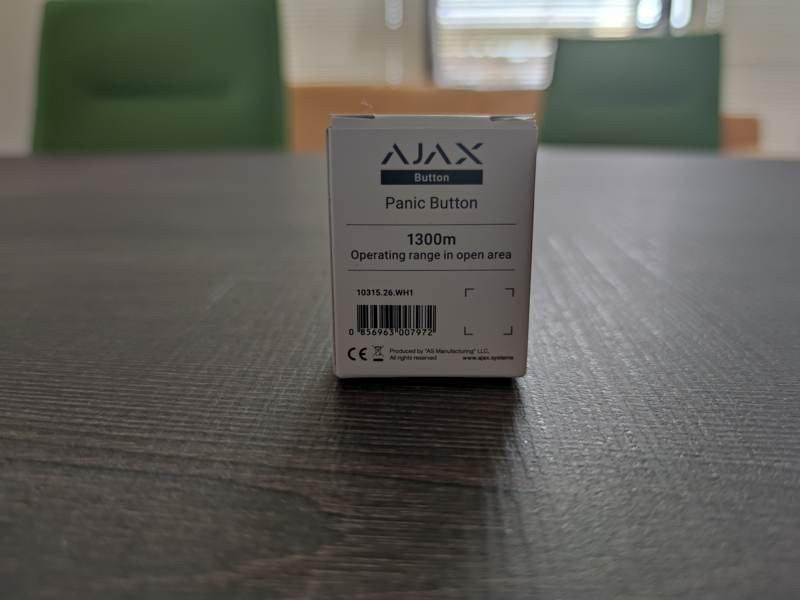 AJAX
Button
Panic Button
1300m
Operating range in open area
10315.26.WH1
0 856963 007972
CE Produced by "AS Manufacturing" LLC,
All rights reserved www.ajax.systems